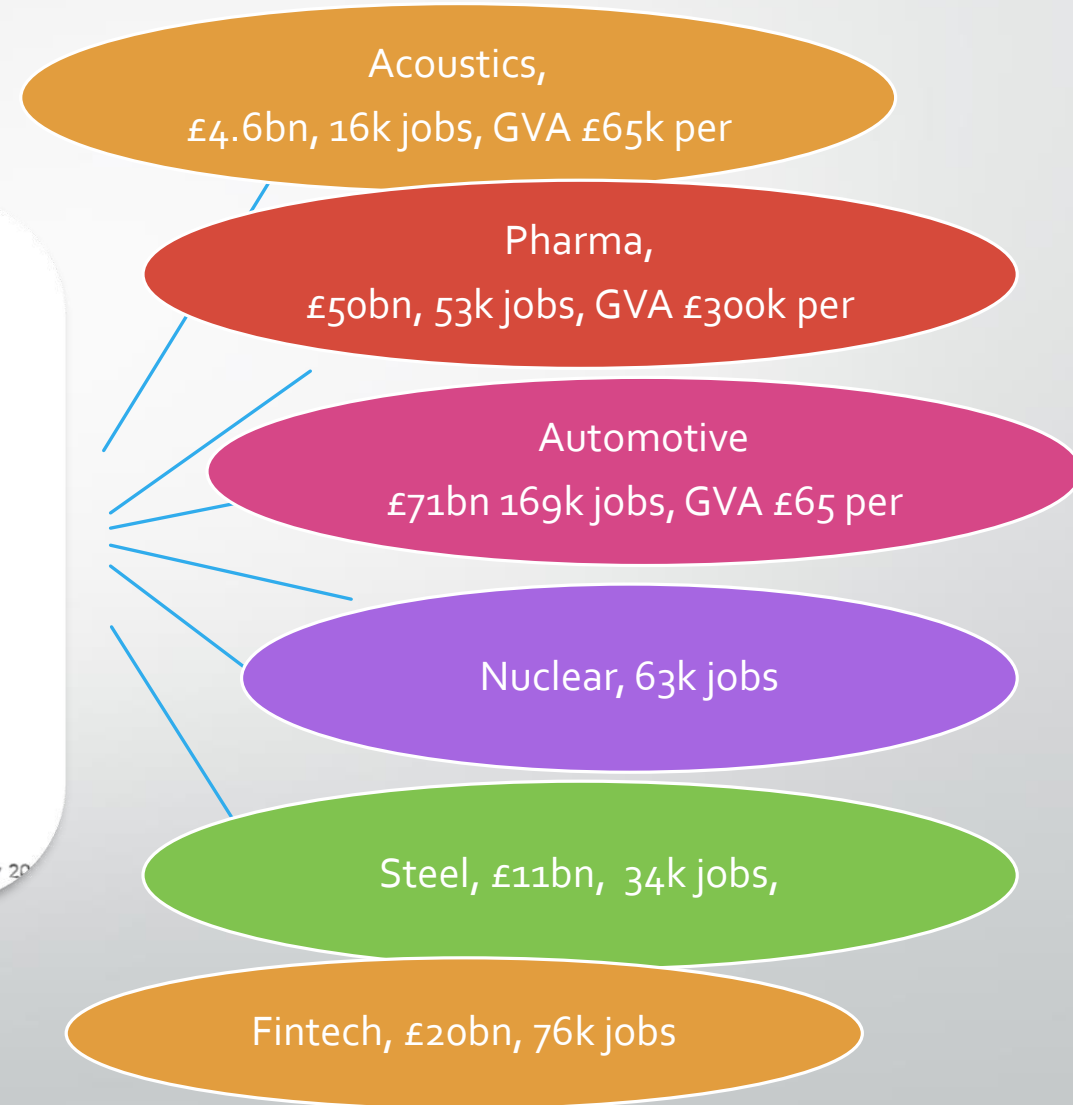 Acoustics,
£4.6bn, 16k jobs, GVA £65k per
Pharma,
£50bn, 53k jobs, GVA £300k per
Automotive
£71bn 169k jobs, GVA £65 per
Nuclear, 63k jobs
Steel, £11bn, 34k jobs,
20
Fintech, £20bn, 76k jobs